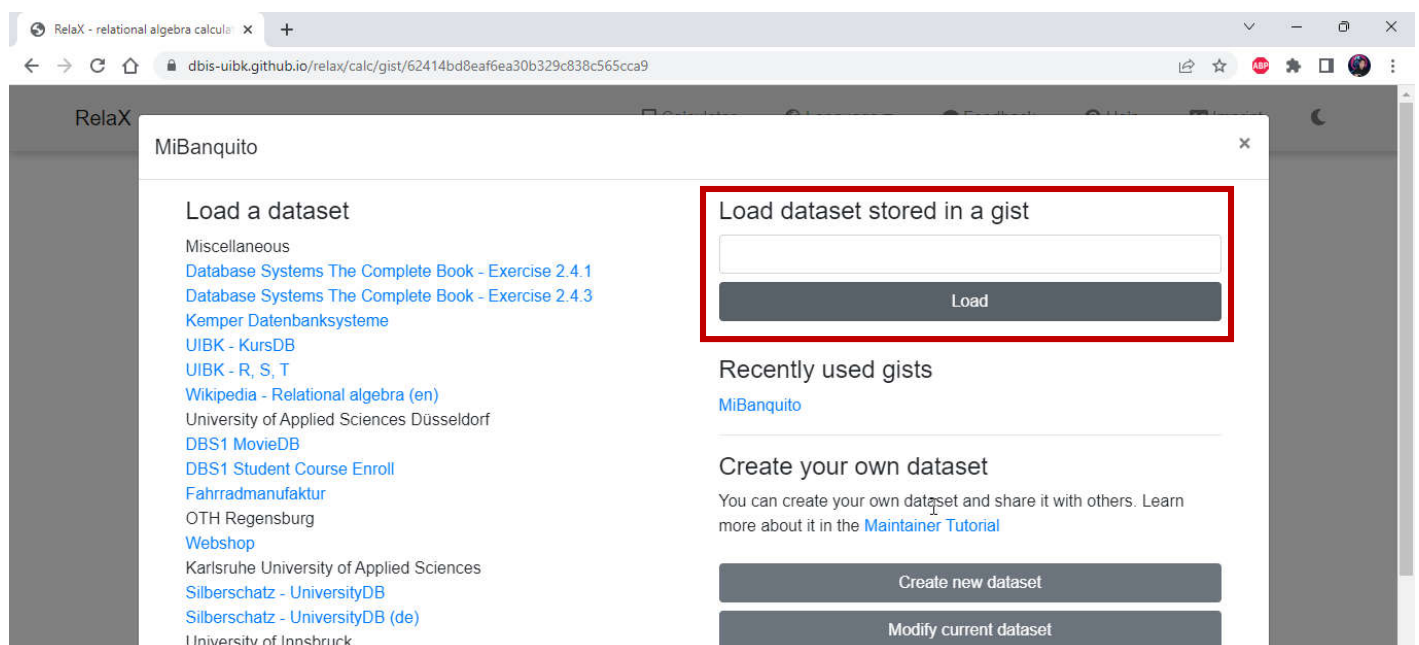 RelaX - relational algebra calcula
dbis-uibk.github.io/relax/calc/gist/62414bd8eaf6ea30b329c838c565cca9
ABP
RelaX
MiBanquito
×
Load a dataset
Miscellaneous
Database Systems The Complete Book - Exercise 2.4.1
Database Systems The Complete Book - Exercise 2.4.3
Kemper Datenbanksysteme
UIBK - KursDB
UIBK - R, S, T
Wikipedia - Relational algebra (en)
University of Applied Sciences Düsseldorf
DBS1 MovieDB
DBS1 Student Course Enroll
Fahrradmanufaktur
OTH Regensburg
Webshop
Karlsruhe University of Applied Sciences
Silberschatz - UniversityDB
Silberschatz - UniversityDB (de)
University of Innsbruck
Load dataset stored in a gist
Load
Recently used gists
MiBanquito
Create your own dataset
You can create your own dataset and share it with others. Learn
more about it in the Maintainer Tutorial
Create new dataset
Modify current dataset